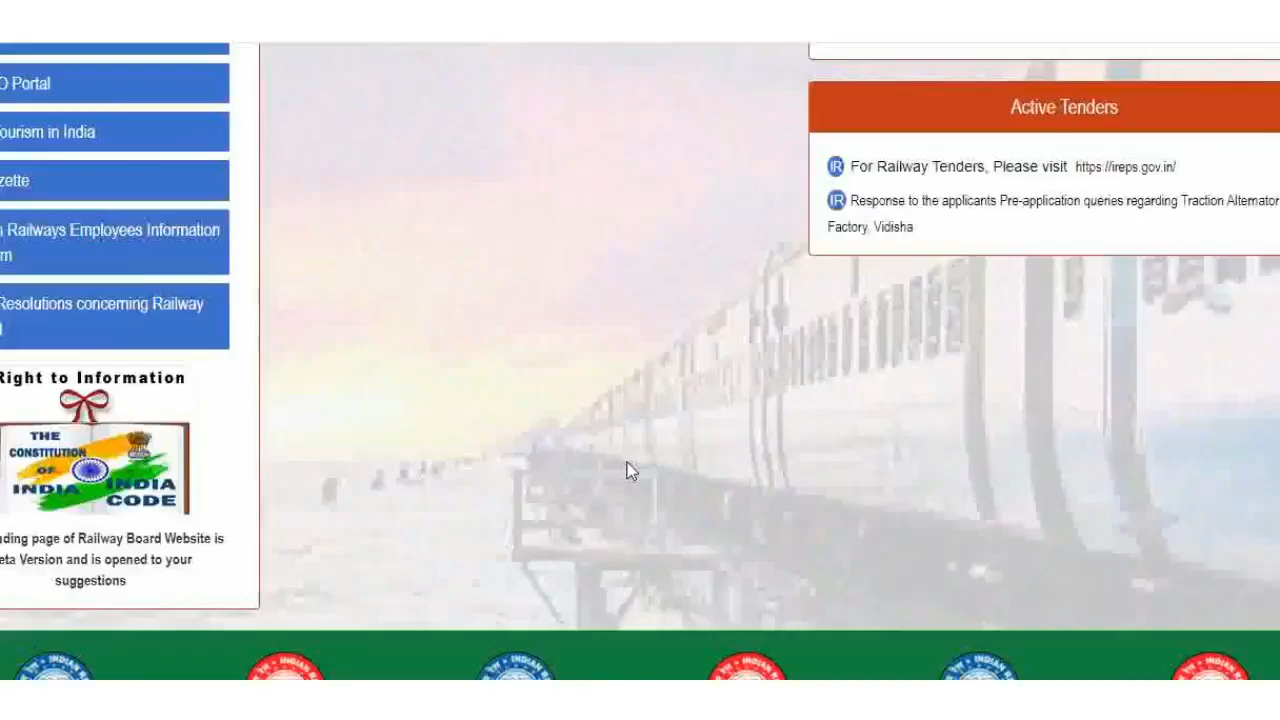 O Portal
ourism in India
zette
Railways Employees Information
m
Resolutions concerning Railway
Right to Information
THE
CONSTITUTION
OF
INDIA
INDIA
CODE
ding page of Railway Board Website is
eta Version and is opened to your
suggestions
Active Tenders
IR For Railway Tenders, Please visit https://ireps.gov.in/
IR Response to the applicants Pre-application queries regarding Traction Alternator
Factory, Vidisha